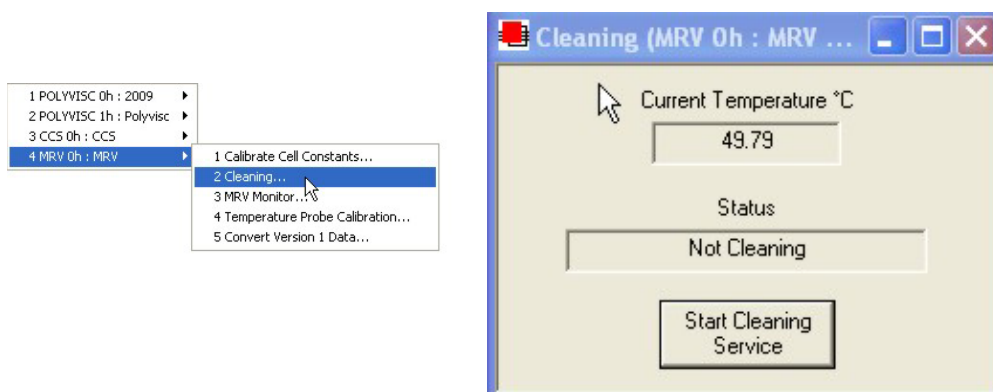 1 POLYVISC 0h : 2009
2 POLYVISC 1h : Polyvisc
3 CCS 0h : CCS
4 MRV 0h : MRV
1 Calibrate Cell Constants...
2 Cleaning...
3 MRV Monitor...
4 Temperature Probe Calibration...
5 Convert Version 1 Data...
Cleaning (MRV 0h : MRV ...
Current Temperature °C
49.79
Status
Not Cleaning
Start Cleaning
Service